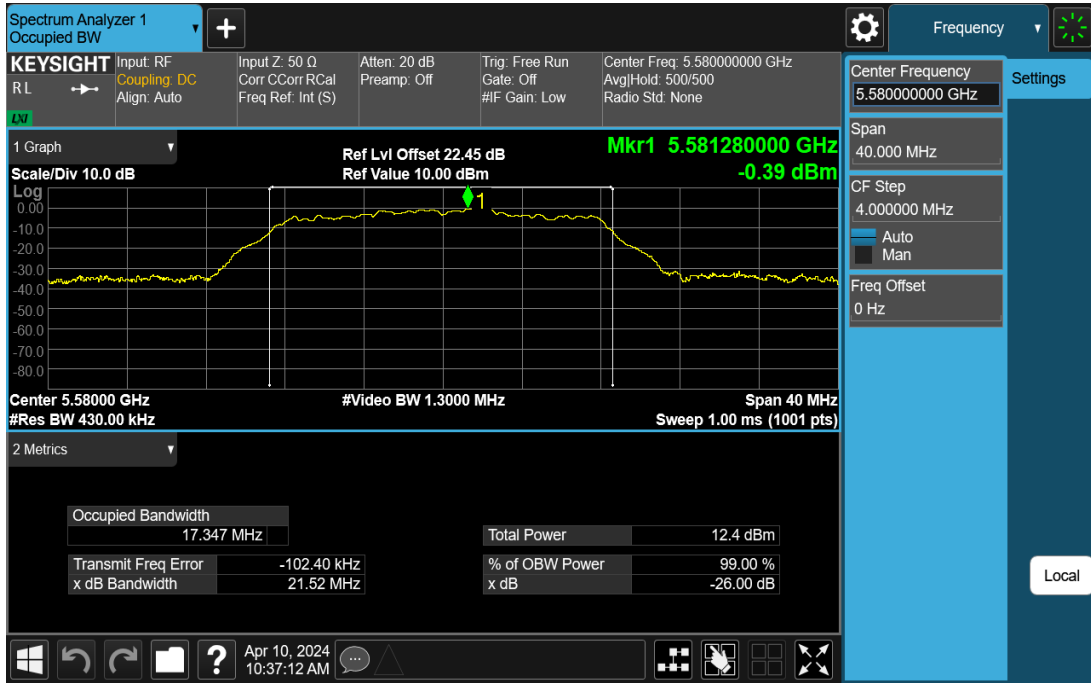 Spectrum Analyzer 1
Occupied BW
+
Frequency
KEYSIGHT
R L
LXI
Input: RF
Coupling: DC
Align: Auto
Input Z: 50 Ω
Corr CCorr RCal
Freq Ref: Int (S)
Atten: 20 dB
Preamp: Off
Trig: Free Run
Gate: Off
#IF Gain: Low
Center Freq: 5.580000000 GHz
Avg|Hold: 500/500
Radio Std: None
Center Frequency
5.580000000 GHz
Settings
Span
40.000 MHz
CF Step
4.000000 MHz
Auto
Man
Freq Offset
0 Hz
Local
1 Graph
Scale/Div 10.0 dB
Ref Lvl Offset 22.45 dB
Ref Value 10.00 dBm
Mkr1 5.581280000 GHz
-0.39 dBm
Log
0.00
-10.0
-20.0
-30.0
-40.0
-50.0
-60.0
-70.0
-80.0
1
Center 5.58000 GHz
#Video BW 1.3000 MHz
Span 40 MHz
#Res BW 430.00 kHz
Sweep 1.00 ms (1001 pts)
2 Metrics
Occupied Bandwidth
17.347 MHz
Total Power 12.4 dBm
Transmit Freq Error -102.40 kHz
% of OBW Power 99.00 %
x dB Bandwidth 21.52 MHz
x dB -26.00 dB
?
Apr 10, 2024
10:37:12 AM